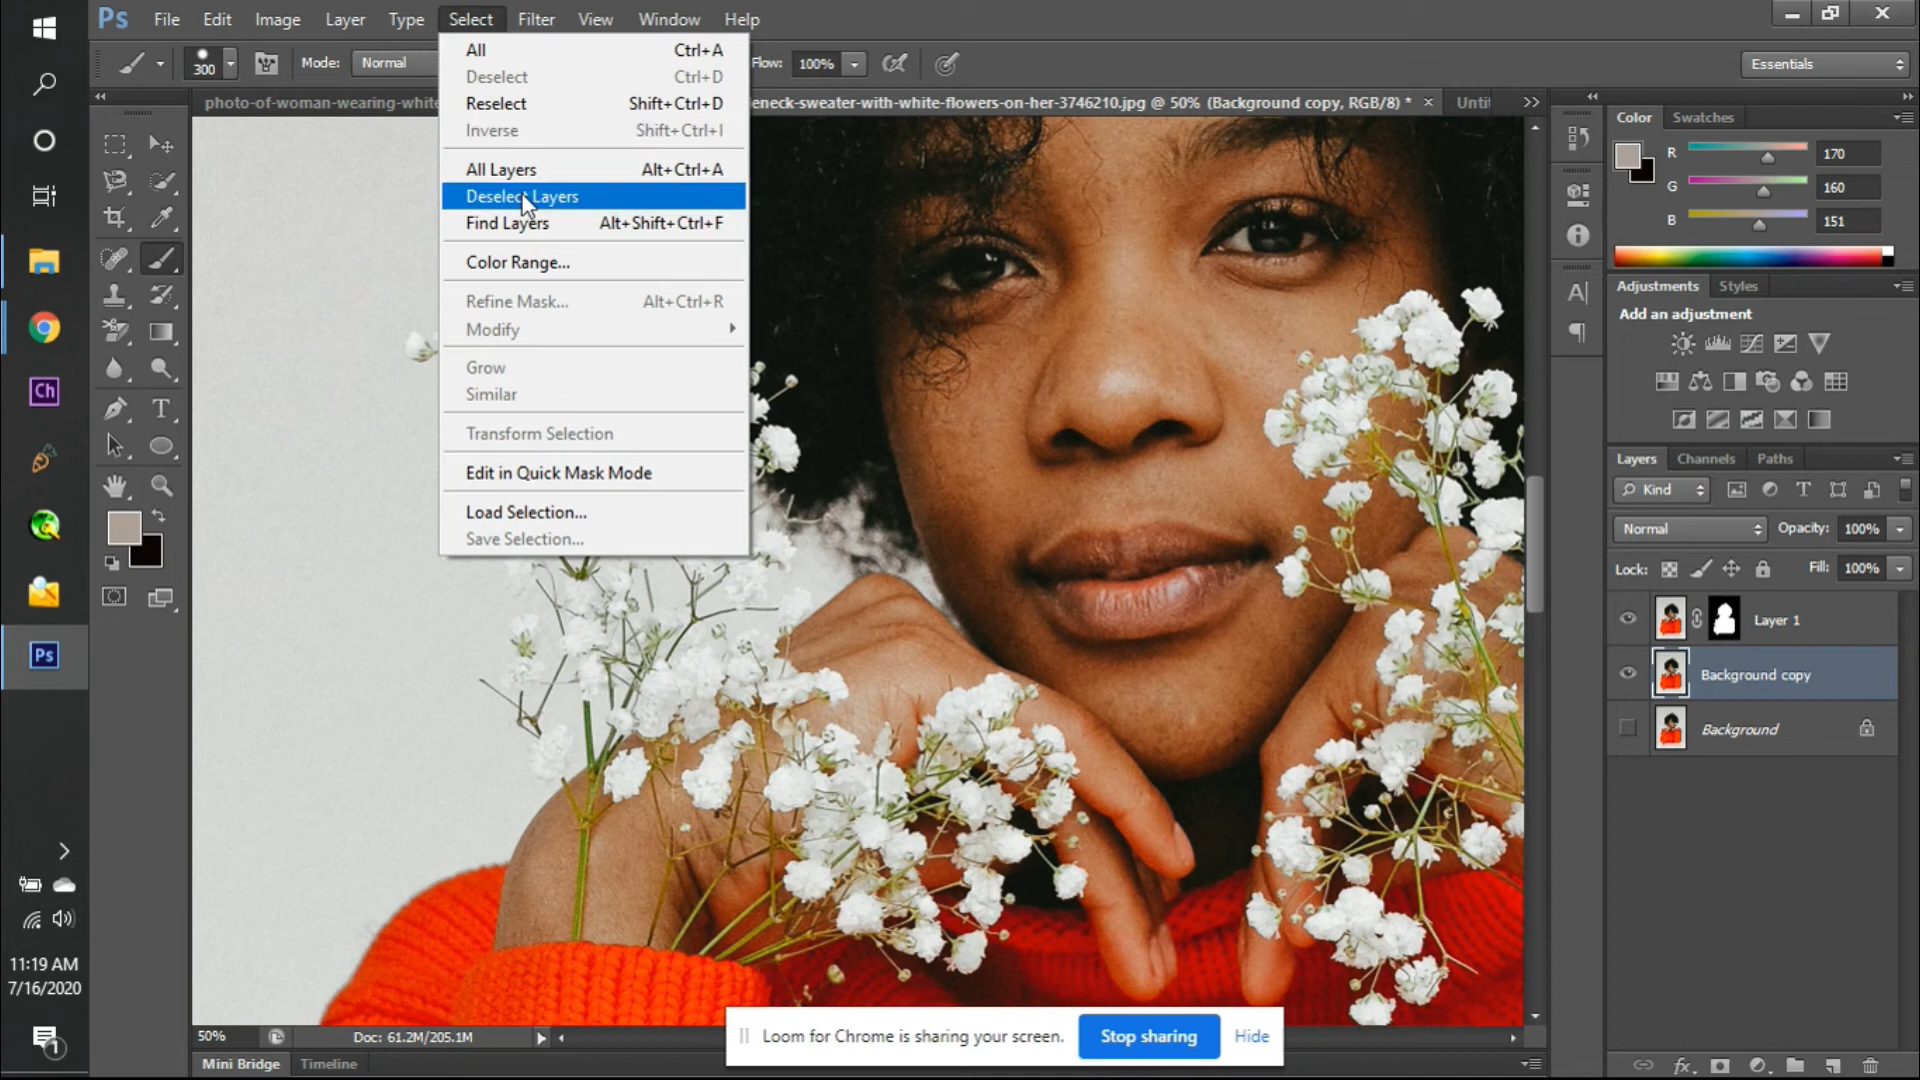 Ps File Edit Image Layer Type Select Filter View Window Help
300 Mode: Normal Flow: 100% Essentials
photo-of-woman-wearing-white
eneck-sweater-with-white-flowers-on-her-3746210.jpg @ 50% (Background copy, RGB/8) * × Untit
All Ctrl+A
Deselect Ctrl+D
Reselect Shift+Ctrl+D
Inverse Shift+Ctrl+I
All Layers Alt+Ctrl+A
Deselect Layers
Find Layers Alt+Shift+Ctrl+F
Color Range...
Refine Mask... Alt+Ctrl+R
Modify
Grow
Similar
Transform Selection
Edit in Quick Mask Mode
Load Selection...
Save Selection...
Color Swatches
R 170
G 160
B 151
Adjustments Styles
Add an adjustment
Layers Channels Paths
Kind
Normal Opacity: 100%
Lock: Fill: 100%
Layer 1
Background copy
Background
Ch
Ps
11:19 AM
7/16/2020
1
50% Doc: 61.2M/205.1M
Loom for Chrome is sharing your screen. Stop sharing Hide
Mini Bridge Timeline